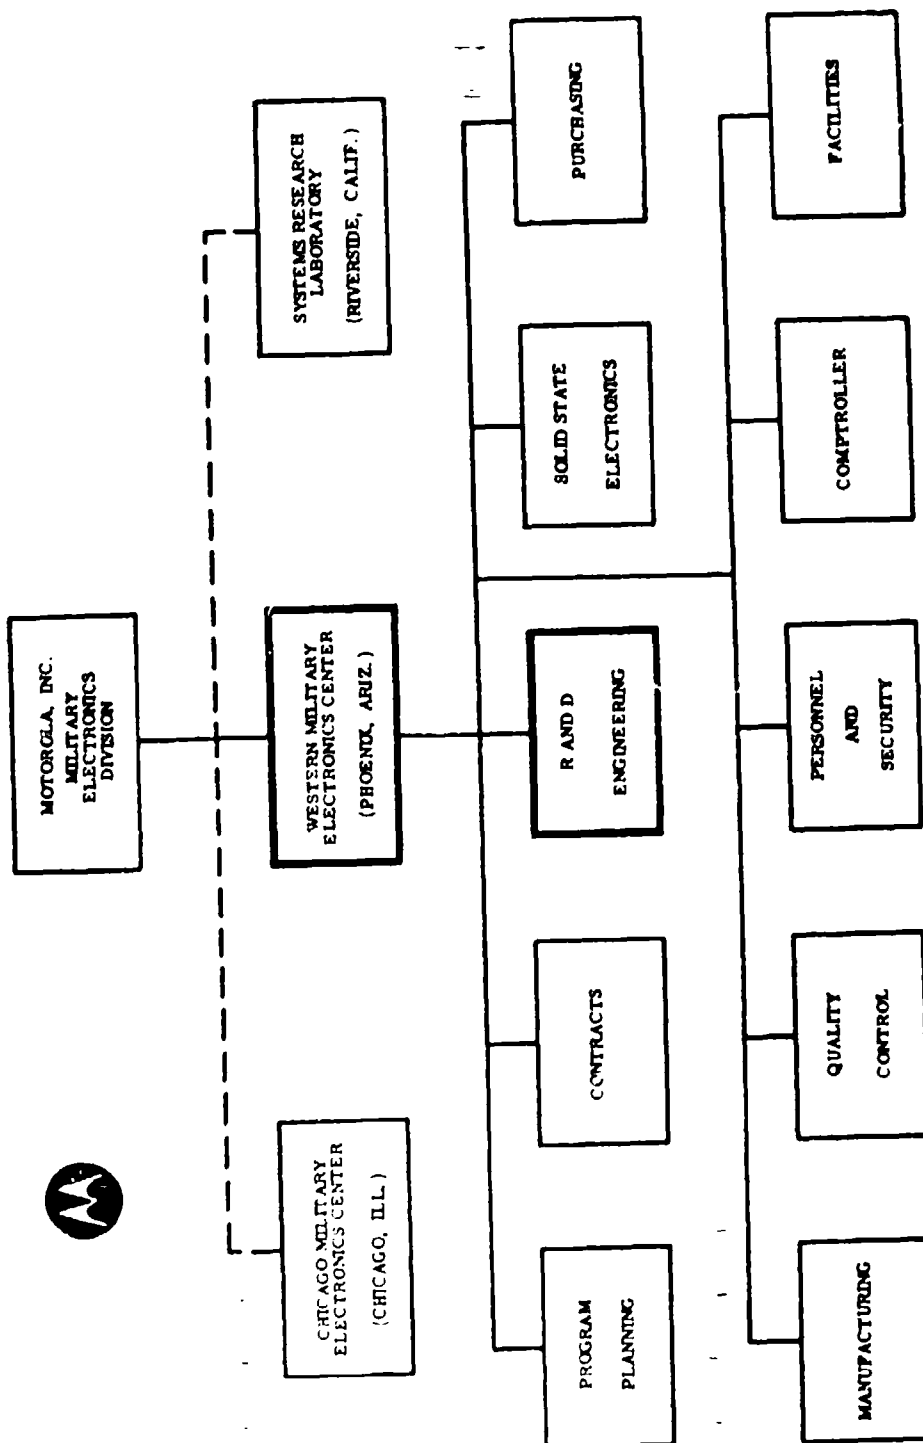 MOTOROLA, INC.
MILITARY
ELECTRONICS
DIVISION
CHICAGO MILITARY
ELECTRONICS CENTER
(CHICAGO, ILL.)
WESTERN MILITARY
ELECTRONICS CENTER
(PHOENIX, ARIZ.)
SYSTEMS RESEARCH
LABORATORY
(RIVERSIDE, CALIF.)
PROGRAM
PLANNING
CONTRACTS
R AND D
ENGINEERING
SOLID STATE
ELECTRONICS
PURCHASING
MANUFACTURING
QUALITY
CONTROL
PERSONNEL
AND
SECURITY
COMPTROLLER
FACILITIES